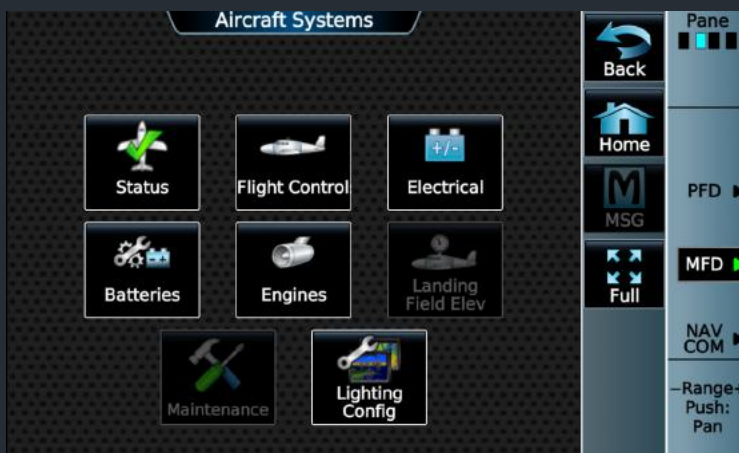 Aircraft Systems
Status
Flight Control
Electrical
+/-
Batteries
Engines
Landing
Field Elev
Maintenance
Lighting
Config
Back
Home
MSG
Full
Pane
PFD
MFD
NAV
COM
-Range+
Push:
Pan